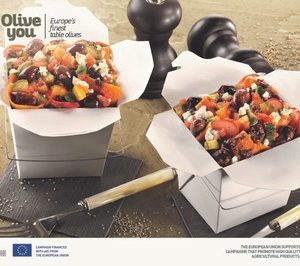 Olive
you
Europe's
finest
table olives
CAMPAIGN FINANCED
WITH AID FROM
THE EUROPEAN UNION
THE EUROPEAN UNION SUPPORTS
CAMPAIGNS THAT PROMOTE HIGH QUALITY
AGRICULTURAL PRODUCTS